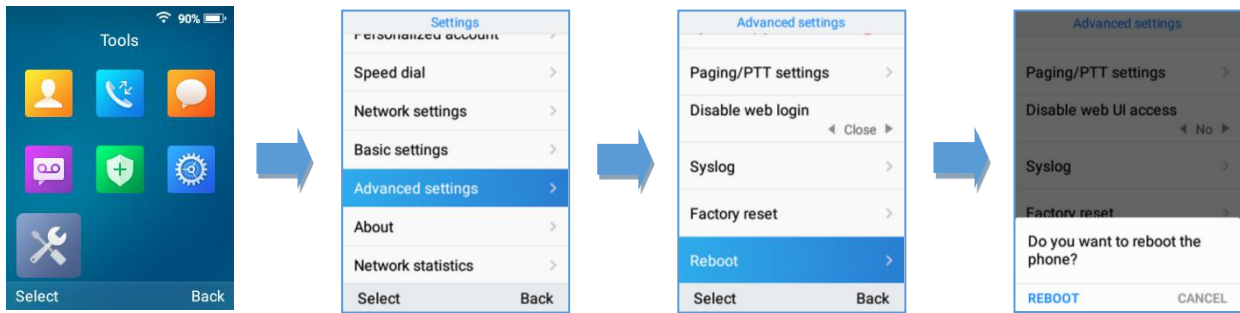 90%
Tools
Select Back
Settings
Personalized account
Speed dial
Network settings
Basic settings
Advanced settings
About
Network statistics
Select Back
Advanced settings
Paging/PTT settings
Disable web login
Close
Syslog
Factory reset
Reboot
Select Back
Advanced settings
Paging/PTT settings
Disable web UI access
No
Syslog
Factory reset
Do you want to reboot the
phone?
REBOOT CANCEL